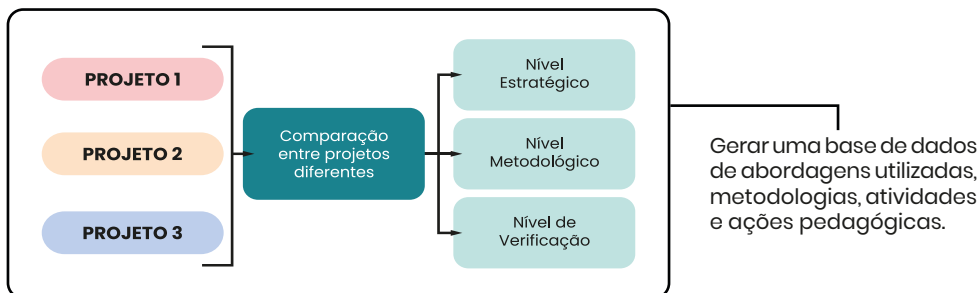 PROJETO 1
PROJETO 2
PROJETO 3
Comparação
entre projetos
diferentes
Nível
Estratégico
Nível
Metodológico
Nível de
Verificação
Gerar uma base de dados
de abordagens utilizadas,
metodologias, atividades
e ações pedagógicas.